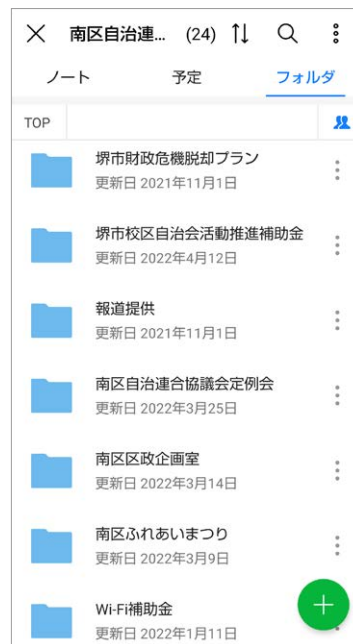 南区自治連... (24)
ノート 予定 フォルダ
TOP
堺市財政危機脱却プラン
更新日 2021年11月1日
堺市校区自治会活動推進補助金
更新日 2022年4月12日
報道提供
更新日 2021年11月1日
南区自治連合協議会定例会
更新日 2022年3月25日
南区区政企画室
更新日 2022年3月14日
南区ふれあいまつり
更新日 2022年3月9日
Wi-Fi補助金
更新日 2022年1月11日